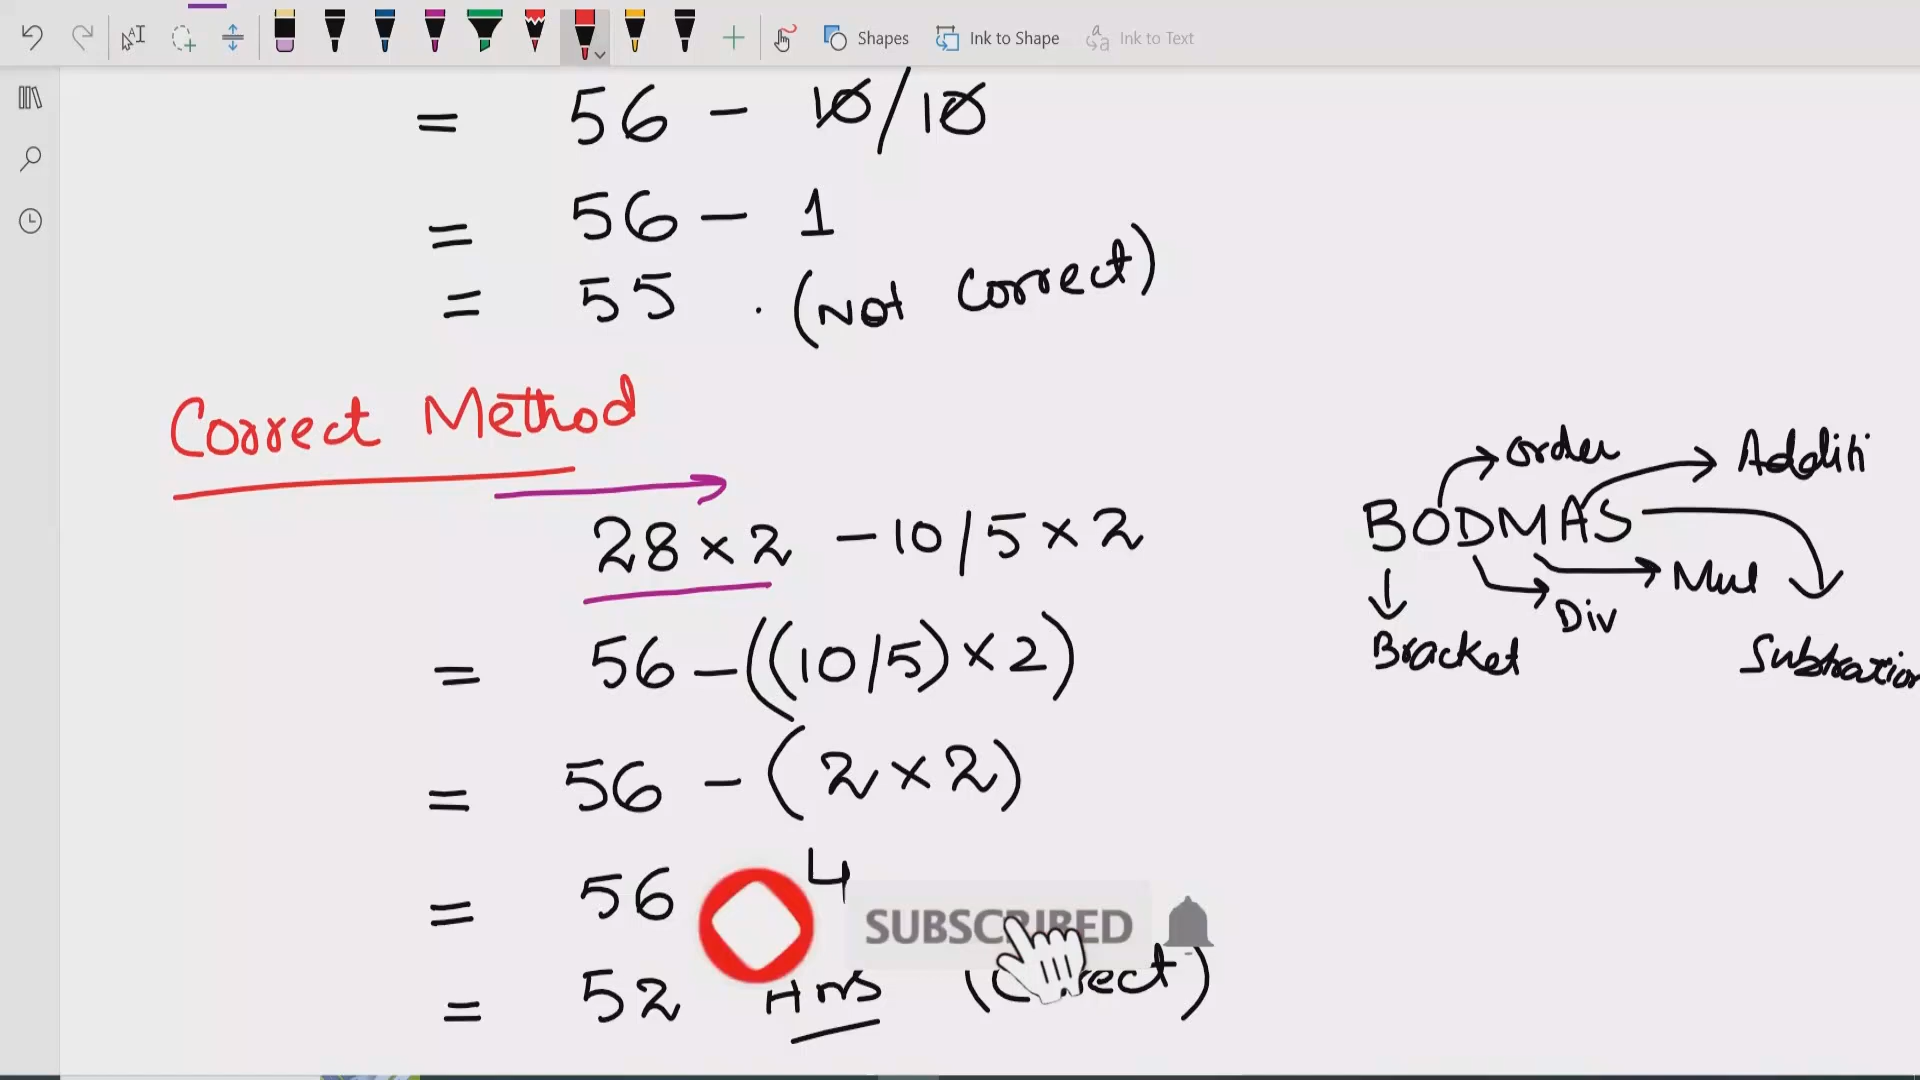 Shapes
Ink to Shape
Ink to Text
= 56 - 10/10
= 56 - 1
= 55 . (Not Correct)
Correct Method
28 × 2 - 10/5 × 2
= 56 - ((10/5) × 2)
= 56 - (2 × 2)
= 56 4
= 52 Ans
SUBSCRIBED
Order
Additi
BODMAS
Mul
Div
Bracket
Subtration